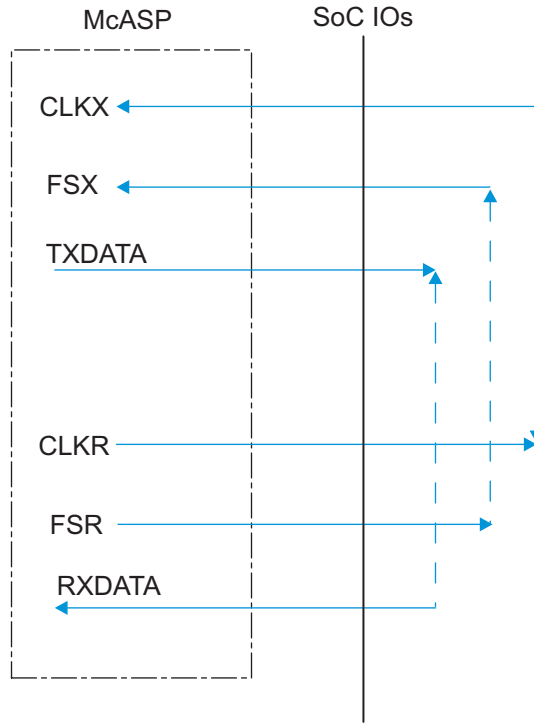 McASP
SoC IOs
CLKX
FSX
TXDATA
CLKR
FSR
RXDATA